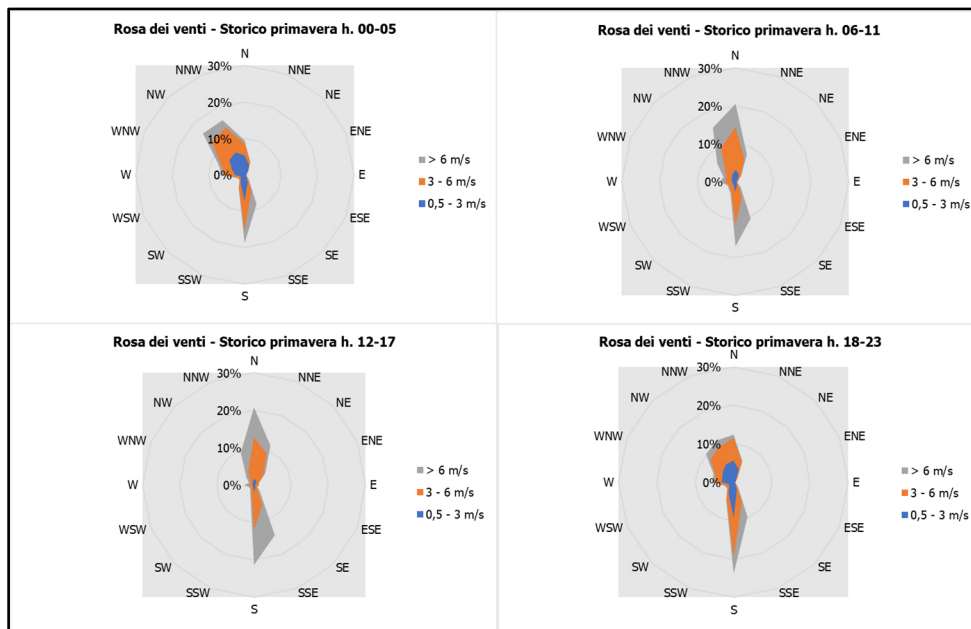 Rosa dei venti - Storico primavera h. 00-05
N
NNE
NE
ENE
E
ESE
SE
SSE
S
SSW
SW
WSW
W
WNW
NW
NNW
30%
20%
10%
0%
> 6 m/s
3 - 6 m/s
0,5 - 3 m/s
Rosa dei venti - Storico primavera h. 06-11
N
NNE
NE
ENE
E
ESE
SE
SSE
S
SSW
SW
WSW
W
WNW
NW
NNW
30%
20%
10%
0%
> 6 m/s
3 - 6 m/s
0,5 - 3 m/s
Rosa dei venti - Storico primavera h. 12-17
N
NNE
NE
ENE
E
ESE
SE
SSE
S
SSW
SW
WSW
W
WNW
NW
NNW
30%
20%
10%
0%
> 6 m/s
3 - 6 m/s
0,5 - 3 m/s
Rosa dei venti - Storico primavera h. 18-23
N
NNE
NE
ENE
E
ESE
SE
SSE
S
SSW
SW
WSW
W
WNW
NW
NNW
30%
20%
10%
0%
> 6 m/s
3 - 6 m/s
0,5 - 3 m/s